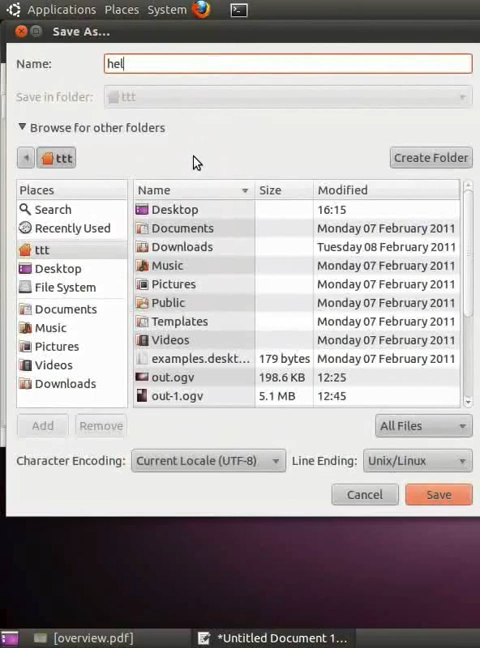 Applications Places System
Save As...
Name: hel
Save in folder: ttt
Browse for other folders
ttt Create Folder
Places Name Size Modified
Search Desktop 16:15
Recently Used Documents Monday 07 February 2011
ttt Downloads Tuesday 08 February 2011
Desktop Music Monday 07 February 2011
File System Pictures Monday 07 February 2011
Documents Public Monday 07 February 2011
Music Templates Monday 07 February 2011
Pictures Videos Monday 07 February 2011
Videos examples.deskt... 179 bytes Monday 07 February 2011
Downloads out.ogv 198.6 KB 12:25
out-1.ogv 5.1 MB 12:45
Add Remove All Files
Character Encoding: Current Locale (UTF-8) Line Ending: Unix/Linux
Cancel Save
[overview.pdf] *Untitled Document 1...